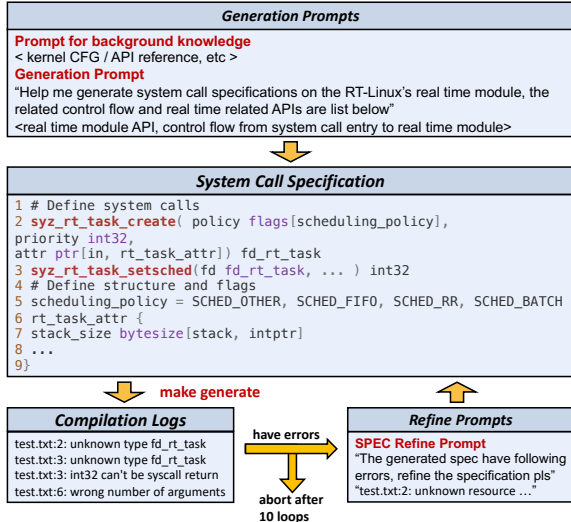 Generation Prompts
Prompt for background knowledge
< kernel CFG / API reference, etc >
Generation Prompt
“Help me generate system call specifications on the RT-Linux’s real time module, the
related control flow and real time related APIs are list below”
<real time module API, control flow from system call entry to real time module>
System Call Specification
1 # Define system calls
2 syz_rt_task_create( policy flags[scheduling_policy],
priority int32,
attr ptr[in, rt_task_attr]) fd_rt_task
3 syz_rt_task_setsched(fd fd_rt_task, ... ) int32
4 # Define structure and flags
5 scheduling_policy = SCHED_OTHER, SCHED_FIFO, SCHED_RR, SCHED_BATCH
6 rt_task_attr {
7 stack_size bytesize[stack, intptr]
8 ...
9}
make generate
Compilation Logs
test.txt:2: unknown type fd_rt_task
test.txt:3: unknown type fd_rt_task
test.txt:3: int32 can't be syscall return
test.txt:6: wrong number of arguments
have errors
abort after
10 loops
Refine Prompts
SPEC Refine Prompt
“The generated spec have following
errors, refine the specification pls”
“test.txt:2: unknown resource …”